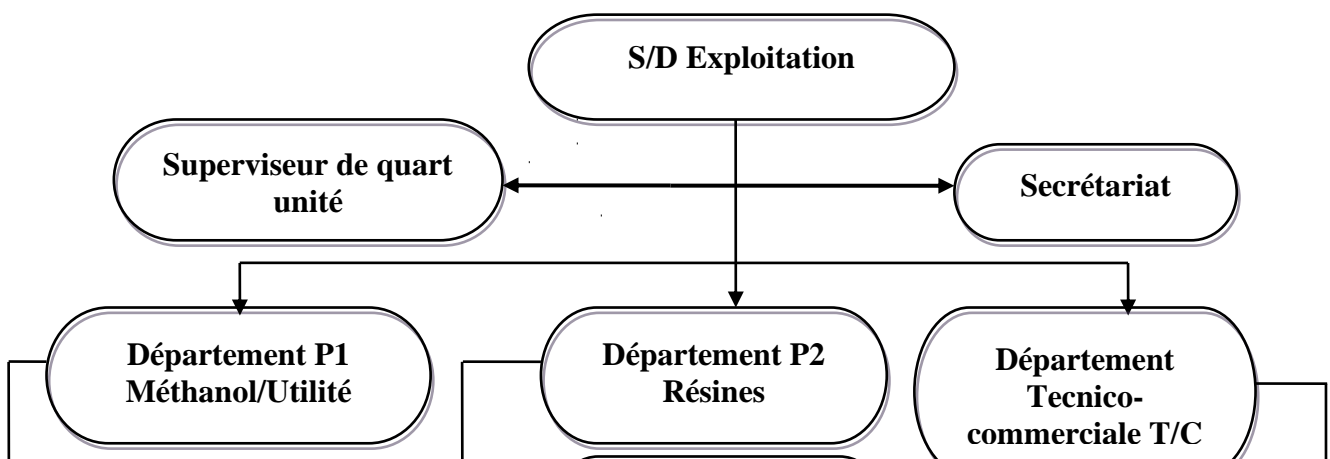 S/D Exploitation
Superviseur de quart
unité
Secrétariat
Département P1
Méthanol/Utilité
Département P2
Résines
Département
Tecnico-
commerciale T/C